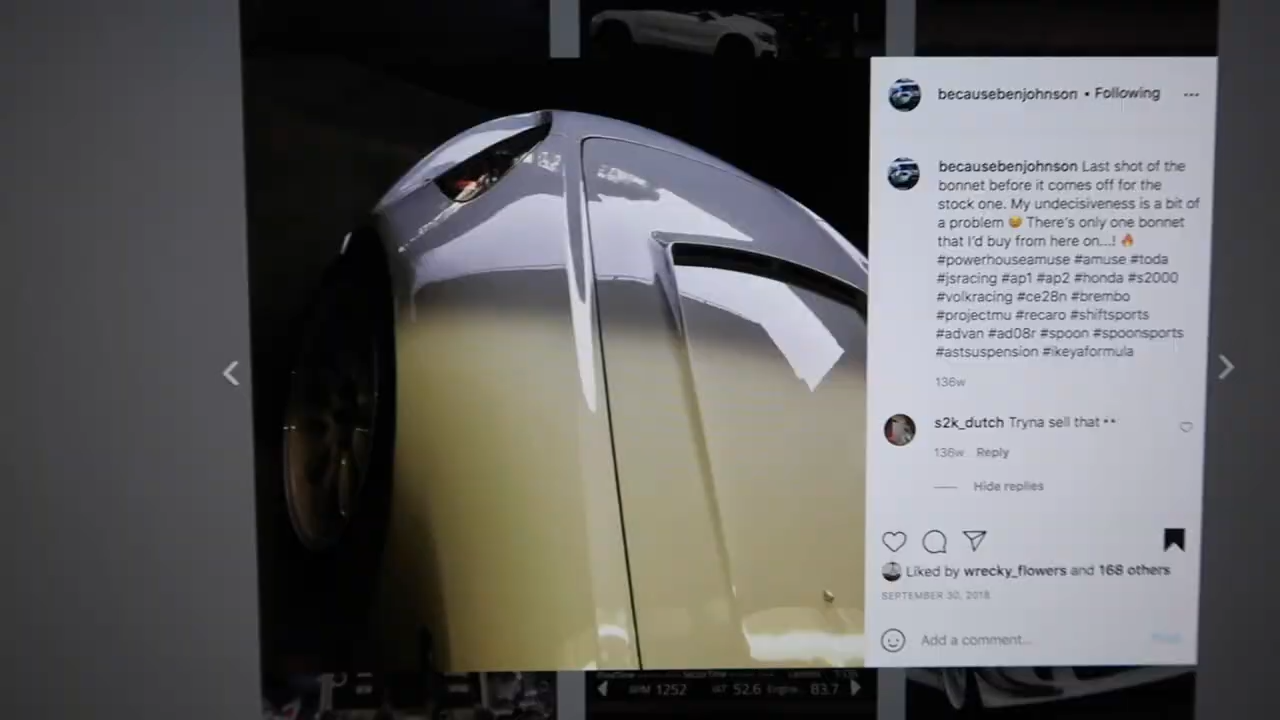 becausebenjohnson • Following
becausebenjohnson Last shot of the
bonnet before it comes off for the
stock one. My undecisiveness is a bit of
a problem 😄 There's only one bonnet
that I'd buy from here on...! 🔥
#powerhouseamuse #amuse #toda
#jsracing #ap1 #ap2 #honda #s2000
#volkracing #ce28n #brembo
#projectmu #recaro #shiftsports
#advan #ad08r #spoon #spoonsports
#astsuspension #ikeyaformula
136w
s2k_dutch Tryna sell that 👀
136w Reply
Hide replies
Liked by wrecky_flowers and 168 others
SEPTEMBER 30, 2018
Add a comment...
Post
RPM 1252 IAT 52.6 Engine 83.7